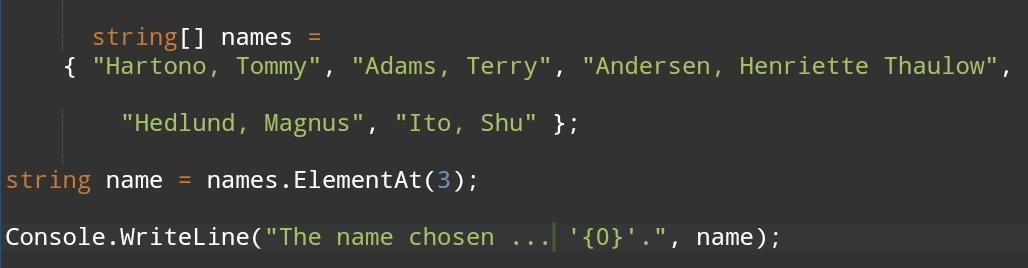 string[] names =
{ "Hartono, Tommy", "Adams, Terry", "Andersen, Henriette Thaulow",
"Hedlund, Magnus", "Ito, Shu" };
string name = names.ElementAt(3);
Console.WriteLine("The name chosen ... '{0}'.", name);